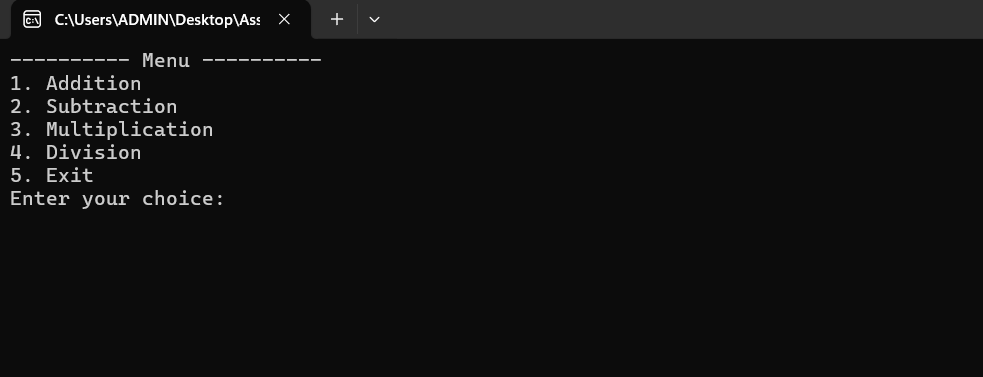 C:\Users\ADMIN\Desktop\Ass
---------- Menu ----------
1. Addition
2. Subtraction
3. Multiplication
4. Division
5. Exit
Enter your choice: